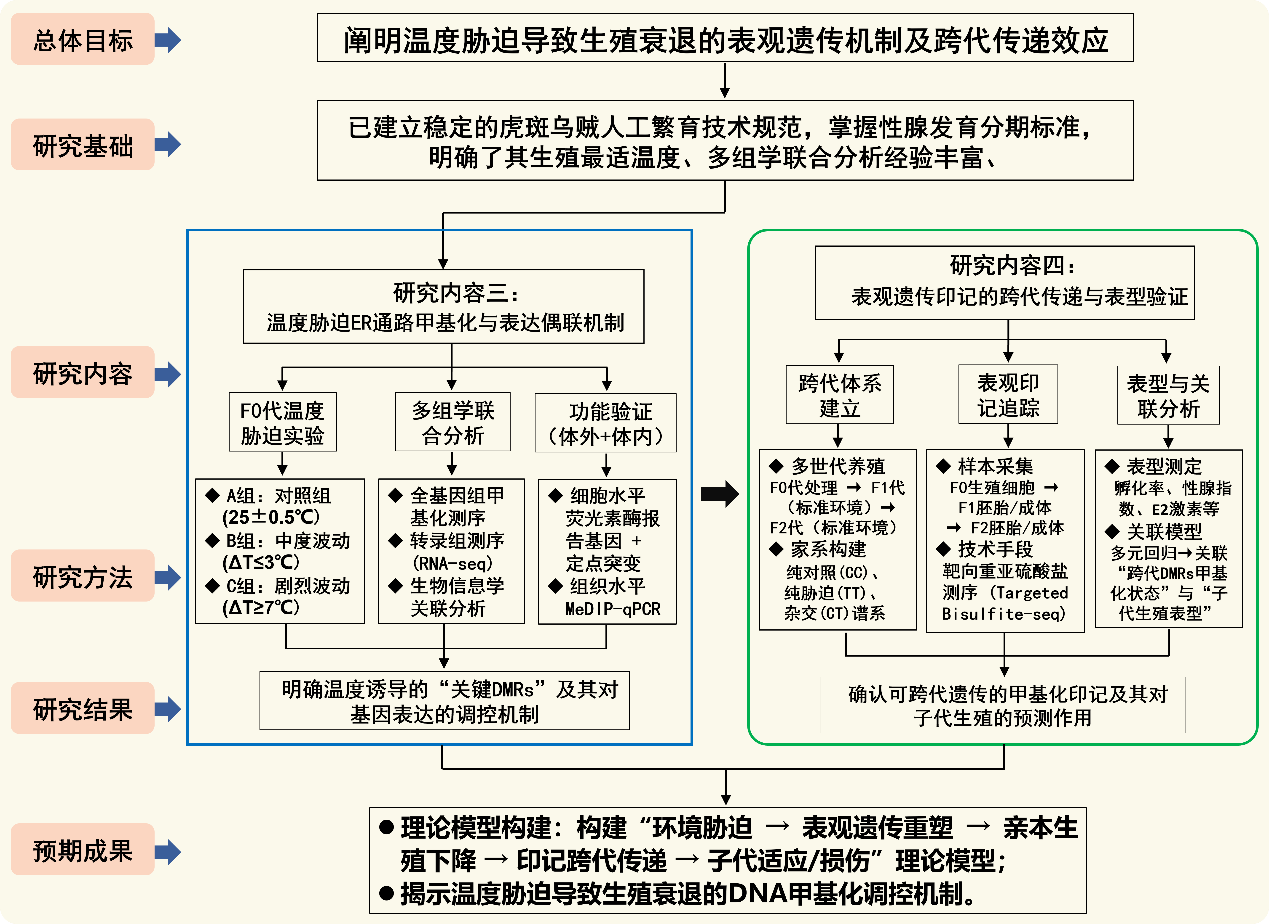 总体目标
阐明温度胁迫导致生殖衰退的表观遗传机制及跨代传递效应
研究基础
已建立稳定的虎斑乌贼人工繁育技术规范，掌握性腺发育分期标准，
明确了其生殖最适温度、多组学联合分析经验丰富、
研究内容
研究内容三：
温度胁迫ER通路甲基化与表达偶联机制
F0代温度
胁迫实验
多组学联
合分析
功能验证
（体外+体内）
研究内容四：
表观遗传印记的跨代传递与表型验证
跨代体系
建立
表观印
记追踪
表型与关
联分析
研究方法
◆ A组：对照组
(25±0.5℃)
◆ B组：中度波动
(ΔT≤3℃)
◆ C组：剧烈波动
(ΔT≥7℃)
◆ 全基因组甲
基化测序
◆ 转录组测序
(RNA-seq)
◆ 生物信息学
关联分析
◆ 细胞水平
荧光素酶报
告基因 +
定点突变
◆ 组织水平
MeDIP-qPCR
◆ 多世代养殖
F0代处理 → F1代
（标准环境）→
F2代（标准环境）
◆ 家系构建
纯对照(CC)、
纯胁迫(TT)、
杂交(CT)谱系
◆ 样本采集
F0生殖细胞 →
F1胚胎/成体
→ F2胚胎/成体
◆ 技术手段
靶向重亚硫酸盐
测序 (Targeted
Bisulfite-seq)
◆ 表型测定
孵化率、性腺指
数、E2激素等
◆ 关联模型
多元回归→关联
“跨代DMRs甲基
化状态”与“子
代生殖表型”
研究结果
明确温度诱导的“关键DMRs”及其对
基因表达的调控机制
确认可跨代遗传的甲基化印记及其对
子代生殖的预测作用
预期成果
● 理论模型构建：构建“环境胁迫 → 表观遗传重塑 → 亲本生
殖下降 → 印记跨代传递 → 子代适应/损伤”理论模型；
● 揭示温度胁迫导致生殖衰退的DNA甲基化调控机制。